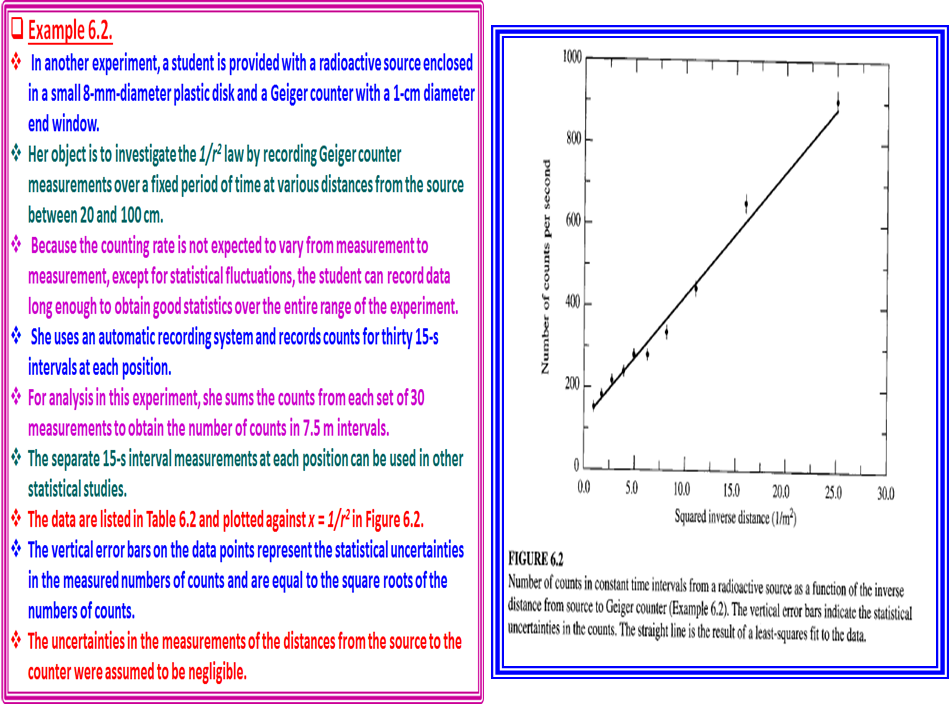 ❑ Example 6.2.
❖ In another experiment, a student is provided with a radioactive source enclosed
in a small 8-mm-diameter plastic disk and a Geiger counter with a 1-cm diameter
end window.
❖ Her object is to investigate the 1/r² law by recording Geiger counter
measurements over a fixed period of time at various distances from the source
between 20 and 100 cm.
❖ Because the counting rate is not expected to vary from measurement to
measurement, except for statistical fluctuations, the student can record data
long enough to obtain good statistics over the entire range of the experiment.
❖ She uses an automatic recording system and records counts for thirty 15-s
intervals at each position.
❖ For analysis in this experiment, she sums the counts from each set of 30
measurements to obtain the number of counts in 7.5 m intervals.
❖ The separate 15-s interval measurements at each position can be used in other
statistical studies.
❖ The data are listed in Table 6.2 and plotted against x = 1/r² in Figure 6.2.
❖ The vertical error bars on the data points represent the statistical uncertainties
in the measured numbers of counts and are equal to the square roots of the
numbers of counts.
❖ The uncertainties in the measurements of the distances from the source to the
counter were assumed to be negligible.
Number of counts per second
1000
800
600
400
200
0
0.0 5.0 10.0 15.0 20.0 25.0 30.0
Squared inverse distance (1/m²)
FIGURE 6.2
Number of counts in constant time intervals from a radioactive source as a function of the inverse
distance from source to Geiger counter (Example 6.2). The vertical error bars indicate the statistical
uncertainties in the counts. The straight line is the result of a least-squares fit to the data.